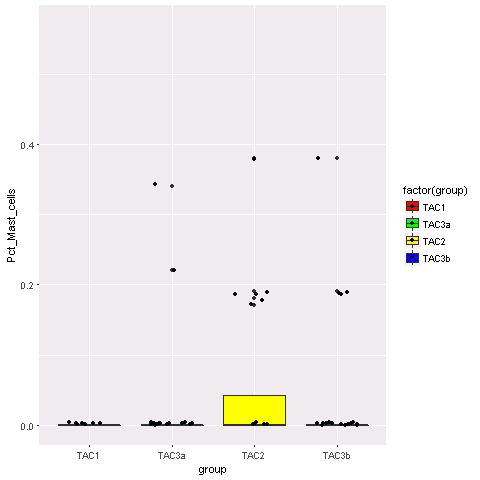 Pct_Mast_cells
0.4
0.2
0.0
TAC1 TAC3a TAC2 TAC3b
group
factor(group)
TAC1
TAC3a
TAC2
TAC3b